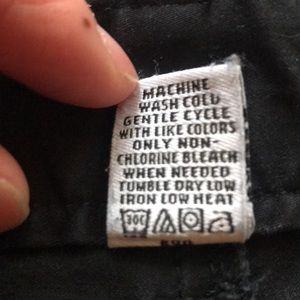 MACHINE
WASH COLD
GENTLE CYCLE
WITH LIKE COLORS
ONLY NON-
CHLORINE BLEACH
WHEN NEEDED
TUMBLE DRY LOW
IRON LOW HEAT
30C